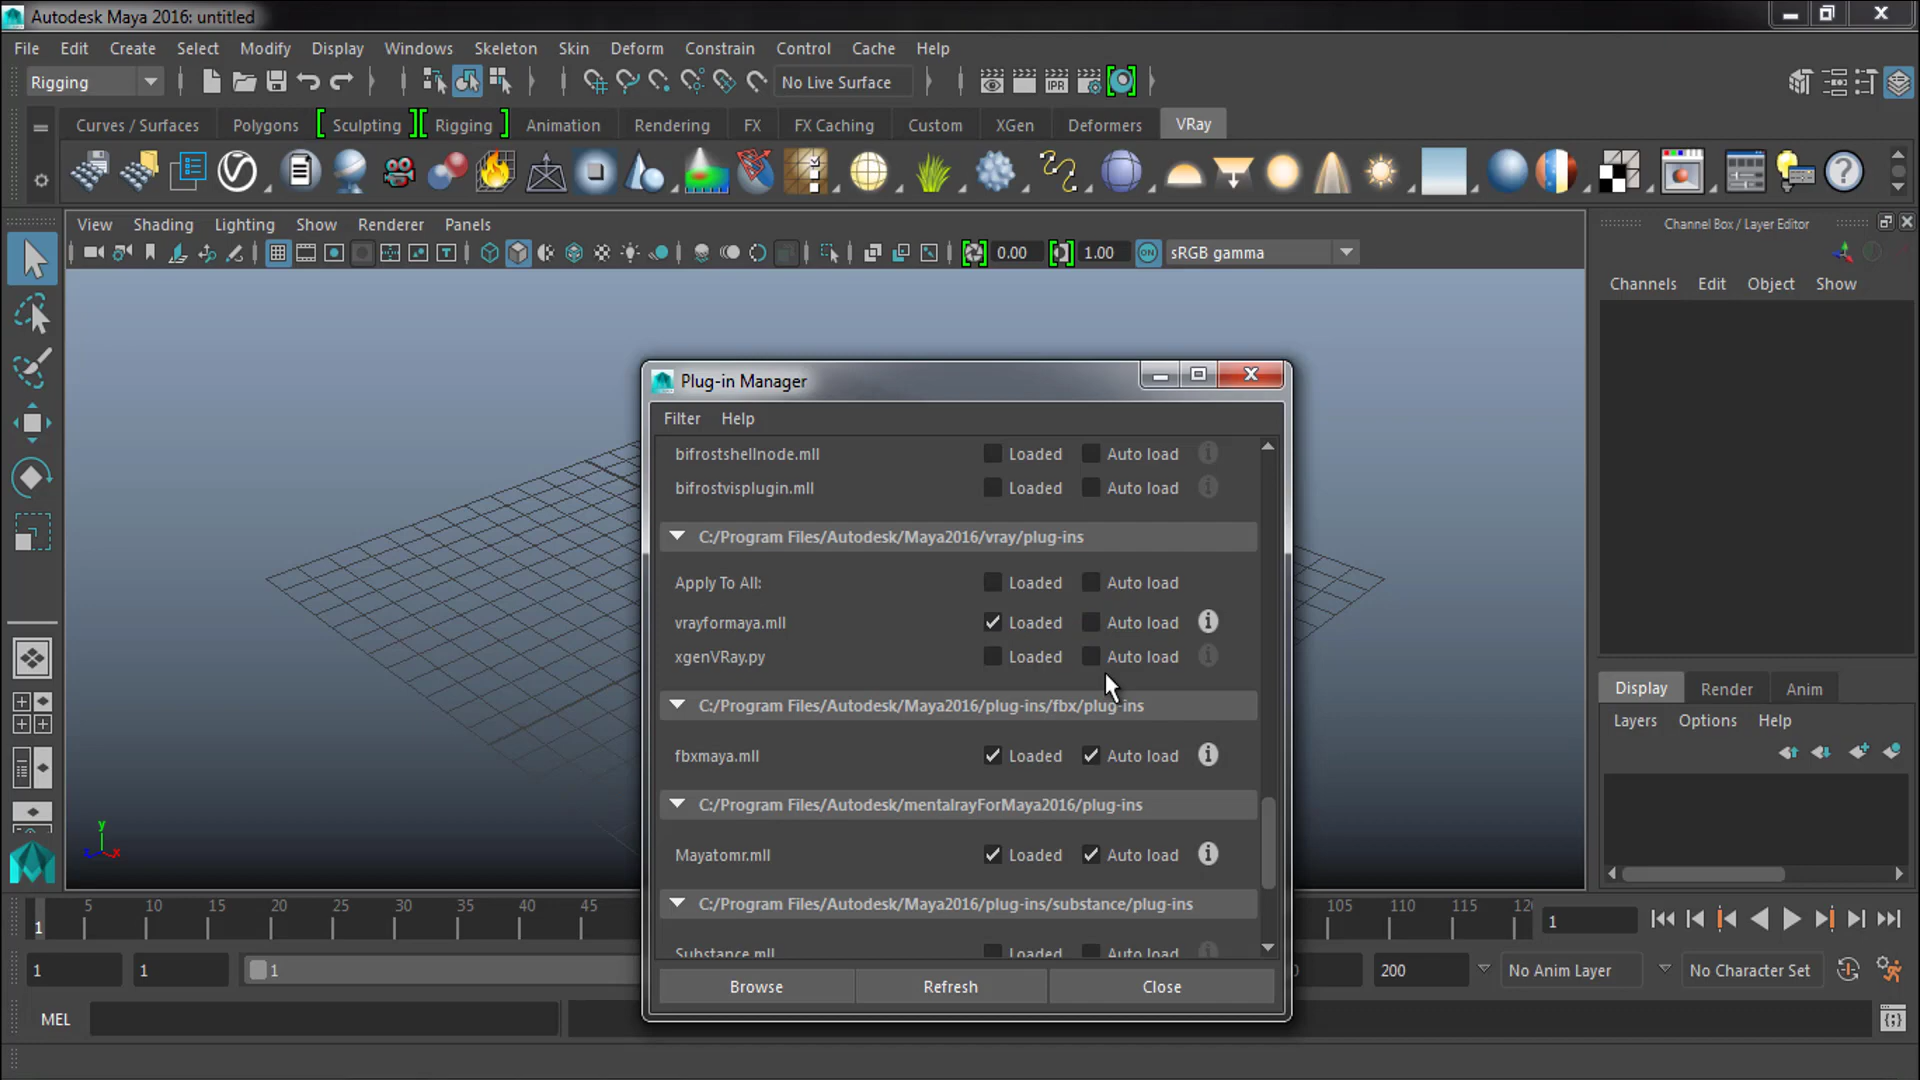 Autodesk Maya 2016: untitled
File Edit Create Select Modify Display Windows Skeleton Skin Deform Constrain Control Cache Help
Rigging No Live Surface IPR
Curves / Surfaces Polygons Sculpting Rigging Animation Rendering FX FX Caching Custom XGen Deformers VRay
View Shading Lighting Show Renderer Panels
0.00 1.00 ON sRGB gamma
Channel Box / Layer Editor
Channels Edit Object Show
Plug-in Manager
Filter Help
bifrostshellnode.mll Loaded Auto load
bifrostvisplugin.mll Loaded Auto load
C:/Program Files/Autodesk/Maya2016/vray/plug-ins
Apply To All: Loaded Auto load
vrayformaya.mll Loaded Auto load
xgenVRay.py Loaded Auto load
C:/Program Files/Autodesk/Maya2016/plug-ins/fbx/plug-ins
fbxmaya.mll Loaded Auto load
C:/Program Files/Autodesk/mentalrayForMaya2016/plug-ins
Mayatomr.mll Loaded Auto load
C:/Program Files/Autodesk/Maya2016/plug-ins/substance/plug-ins
Substance.mll Loaded Auto load
Browse Refresh Close
Display Render Anim
Layers Options Help
y
z x
1 5 10 15 20 25 30 35 40 45 105 110 115 1
1 1 1 200 No Anim Layer No Character Set
MEL